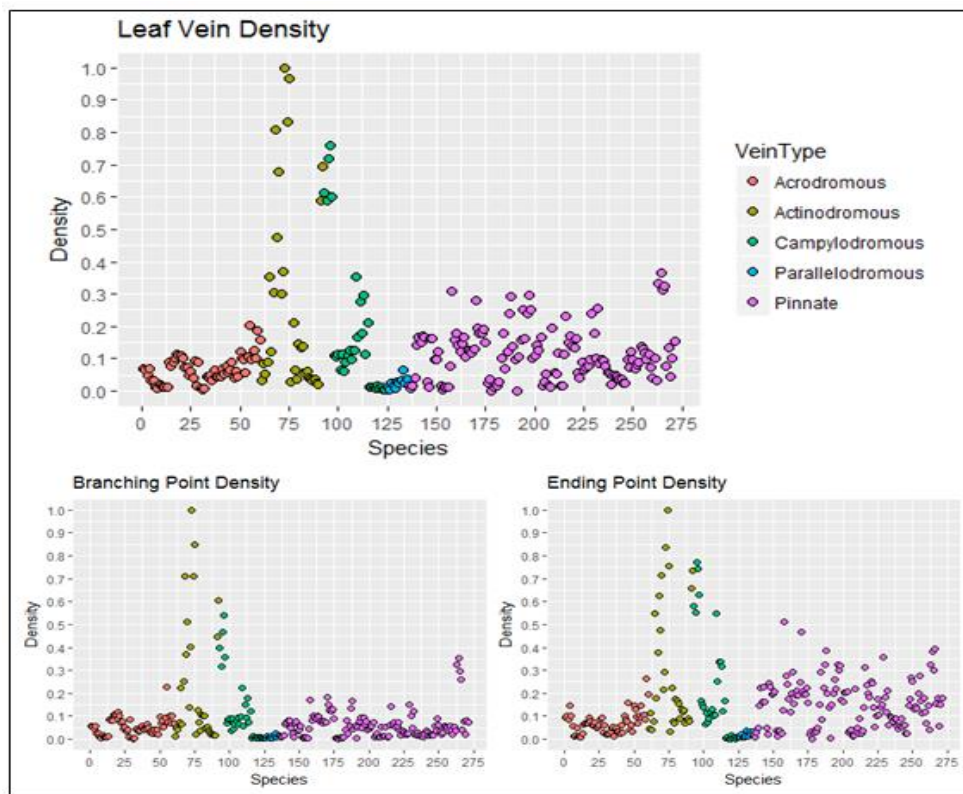 Leaf Vein Density
1.0
0.9
0.8
0.7
0.6
0.5
0.4
0.3
0.2
0.1
0.0
Density
0 25 50 75 100 125 150 175 200 225 250 275
Species
VeinType
Acrodromous
Actinodromous
Campylodromous
Parallelodromous
Pinnate
Branching Point Density
1.0
0.9
0.8
0.7
0.6
0.5
0.4
0.3
0.2
0.1
0.0
Density
0 25 50 75 100 125 150 175 200 225 250 275
Species
Ending Point Density
1.0
0.9
0.8
0.7
0.6
0.5
0.4
0.3
0.2
0.1
0.0
Density
0 25 50 75 100 125 150 175 200 225 250 275
Species